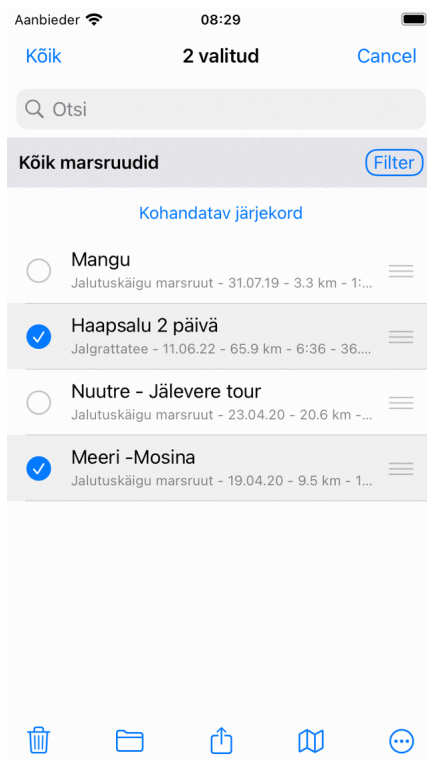 Aanbieder 08:29
Kõik 2 valitud Cancel
Otsi
Kõik marsruudid Filter
Kohandatav järjekord
Mangu
Jalutuskäigu marsruut - 31.07.19 - 3.3 km - 1:...
Haapsalu 2 päivä
Jalgrattatee - 11.06.22 - 65.9 km - 6:36 - 36....
Nuutre - Jälevere tour
Jalutuskäigu marsruut - 23.04.20 - 20.6 km -...
Meeri -Mosina
Jalutuskäigu marsruut - 19.04.20 - 9.5 km - 1...